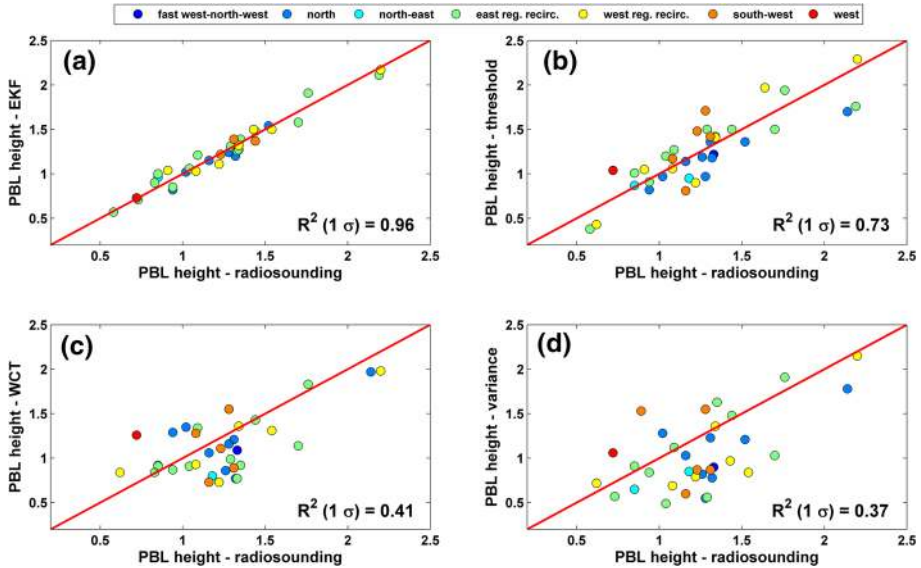 fast west-north-west north north-east east reg. recirc. west reg. recirc. south-west west
(a)
2.5
2
1.5
1
0.5
PBL height - EKF
R² (1 σ) = 0.96
0.5 1 1.5 2 2.5
PBL height - radiosounding
(b)
2.5
2
1.5
1
0.5
PBL height - threshold
R² (1 σ) = 0.73
0.5 1 1.5 2 2.5
PBL height - radiosounding
(c)
2.5
2
1.5
1
0.5
PBL height - WCT
R² (1 σ) = 0.41
0.5 1 1.5 2 2.5
PBL height - radiosounding
(d)
2.5
2
1.5
1
0.5
PBL height - variance
R² (1 σ) = 0.37
0.5 1 1.5 2 2.5
PBL height - radiosounding